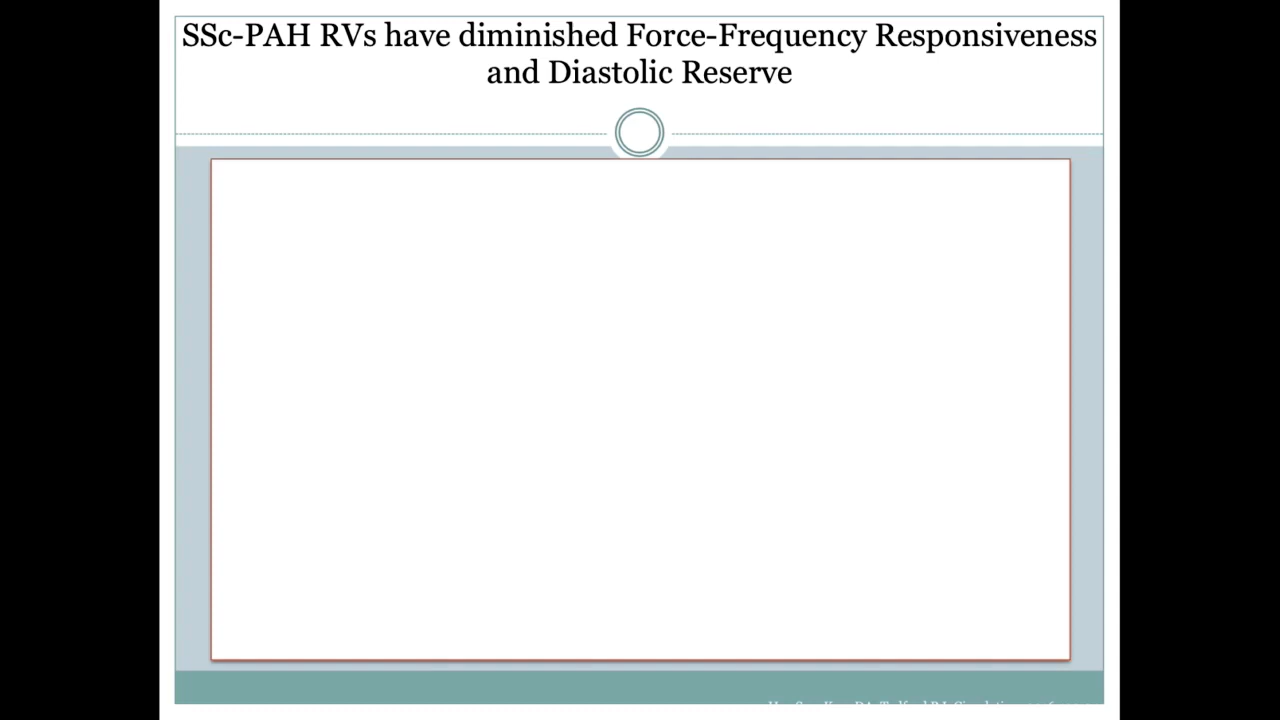 SSc-PAH RVs have diminished Force-Frequency Responsiveness
and Diastolic Reserve